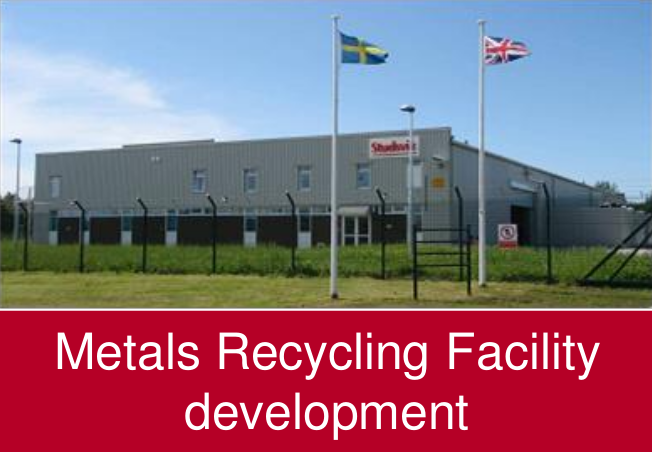 Studsvik
Metals Recycling Facility
development